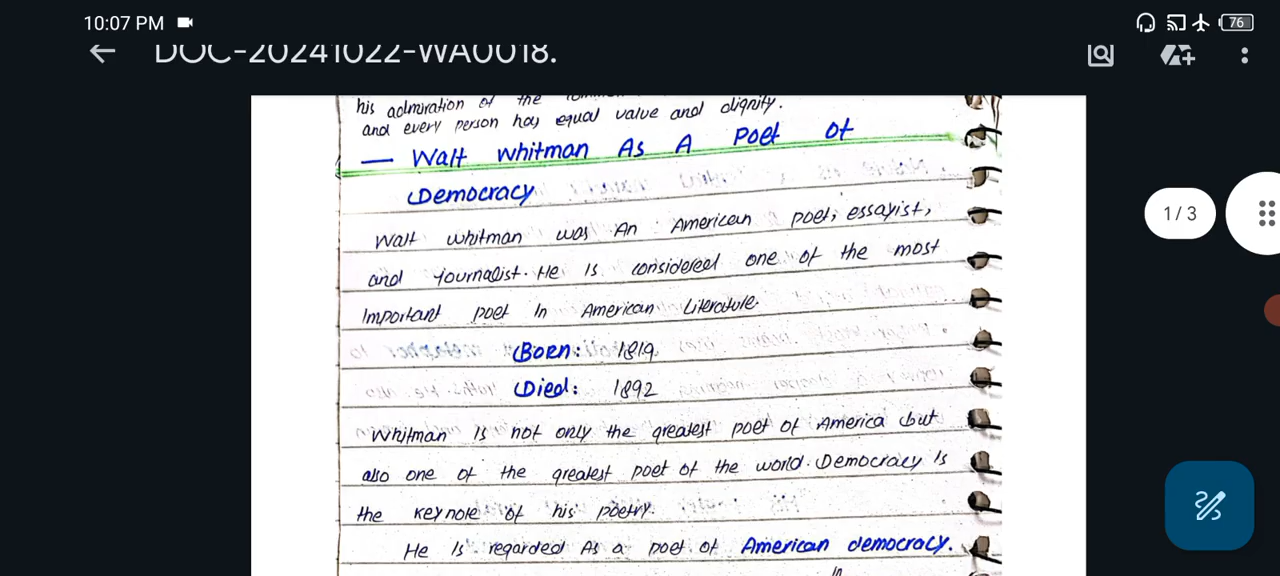 10:07 PM
76
DOC-20241022-WA0018.
his admiration of the
and every person has equal value and dignity.
— Walt Whitman As A Poet Of
Democracy
Walt Whitman was An American poet, essayist,
and Journalist. He is considered one of the most
Important poet In American Literature.
Born: 1819
Died: 1892
Whitman is not only the greatest poet of America but
also one of the greatest poet of the world. Democracy is
the keynote of his poetry.
He is regarded As a poet of American democracy.
1/3